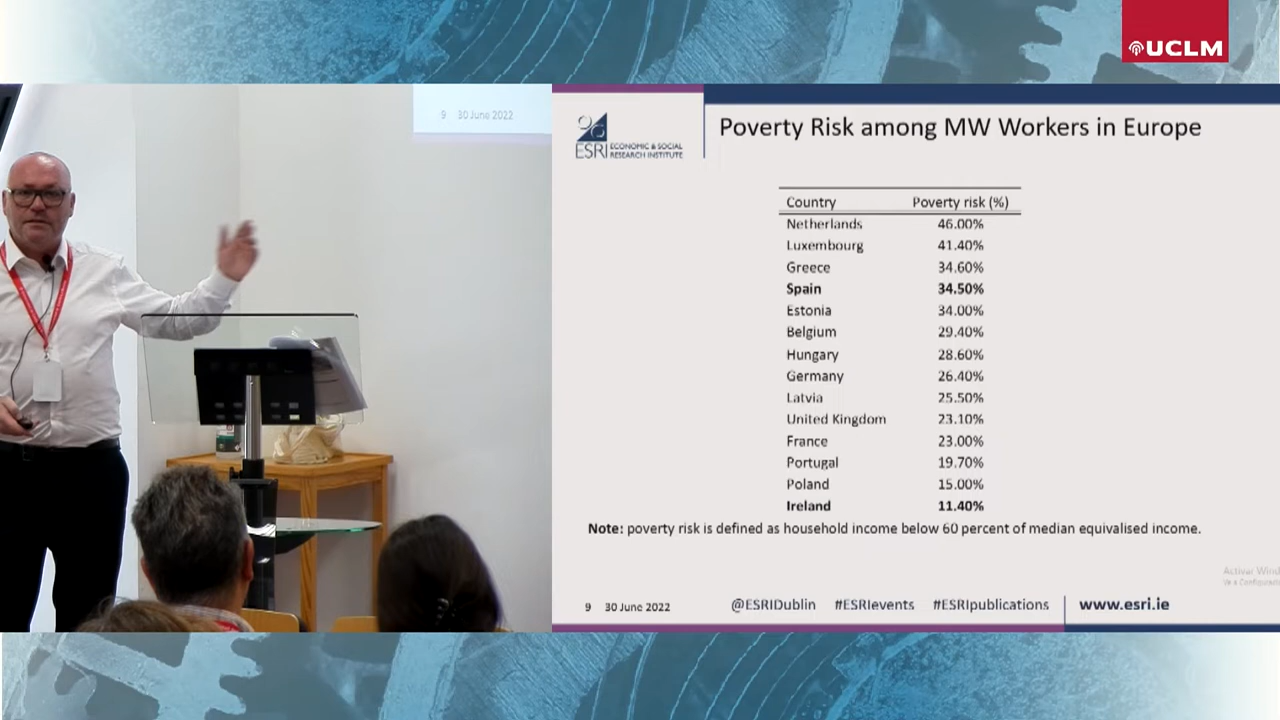 UCLM
9 30 June 2022
ESRI ECONOMIC & SOCIAL
RESEARCH INSTITUTE
Poverty Risk among MW Workers in Europe
Country Poverty risk (%)
Netherlands 46.00%
Luxembourg 41.40%
Greece 34.60%
Spain 34.50%
Estonia 34.00%
Belgium 29.40%
Hungary 28.60%
Germany 26.40%
Latvia 25.50%
United Kingdom 23.10%
France 23.00%
Portugal 19.70%
Poland 15.00%
Ireland 11.40%
Note: poverty risk is defined as household income below 60 percent of median equivalised income.
Activar Wind
Va a Configuració
9 30 June 2022 @ESRIDublin #ESRIevents #ESRIpublications www.esri.ie